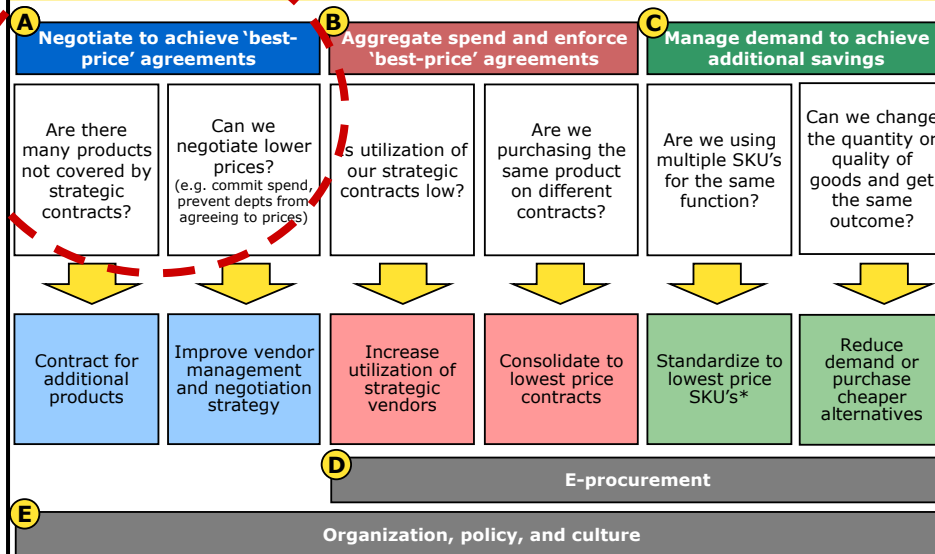 A
Negotiate to achieve ‘best-
price’ agreements
B
Aggregate spend and enforce
‘best-price’ agreements
C
Manage demand to achieve
additional savings
Are there
many products
not covered by
strategic
contracts?
Can we
negotiate lower
prices?
(e.g. commit spend,
prevent depts from
agreeing to prices)
Is utilization of
our strategic
contracts low?
Are we
purchasing the
same product
on different
contracts?
Are we using
multiple SKU’s
for the same
function?
Can we change
the quantity or
quality of
goods and get
the same
outcome?
Contract for
additional
products
Improve vendor
management
and negotiation
strategy
Increase
utilization of
strategic
vendors
Consolidate to
lowest price
contracts
Standardize to
lowest price
SKU’s*
Reduce
demand or
purchase
cheaper
alternatives
D
E-procurement
E
Organization, policy, and culture